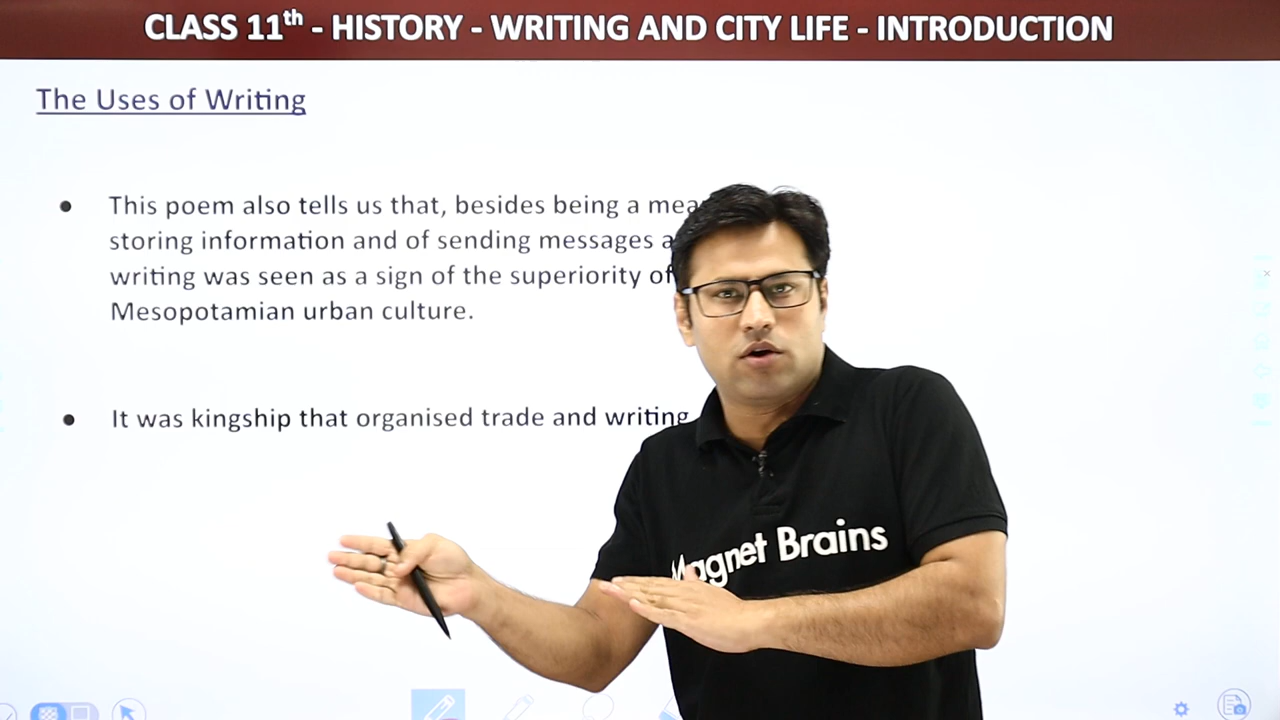 CLASS 11th - HISTORY - WRITING AND CITY LIFE - INTRODUCTION
The Uses of Writing
• This poem also tells us that, besides being a
storing information and of sending messages
writing was seen as a sign of the superiority of
Mesopotamian urban culture.
• It was kingship that organised trade and writing
Magnet Brains